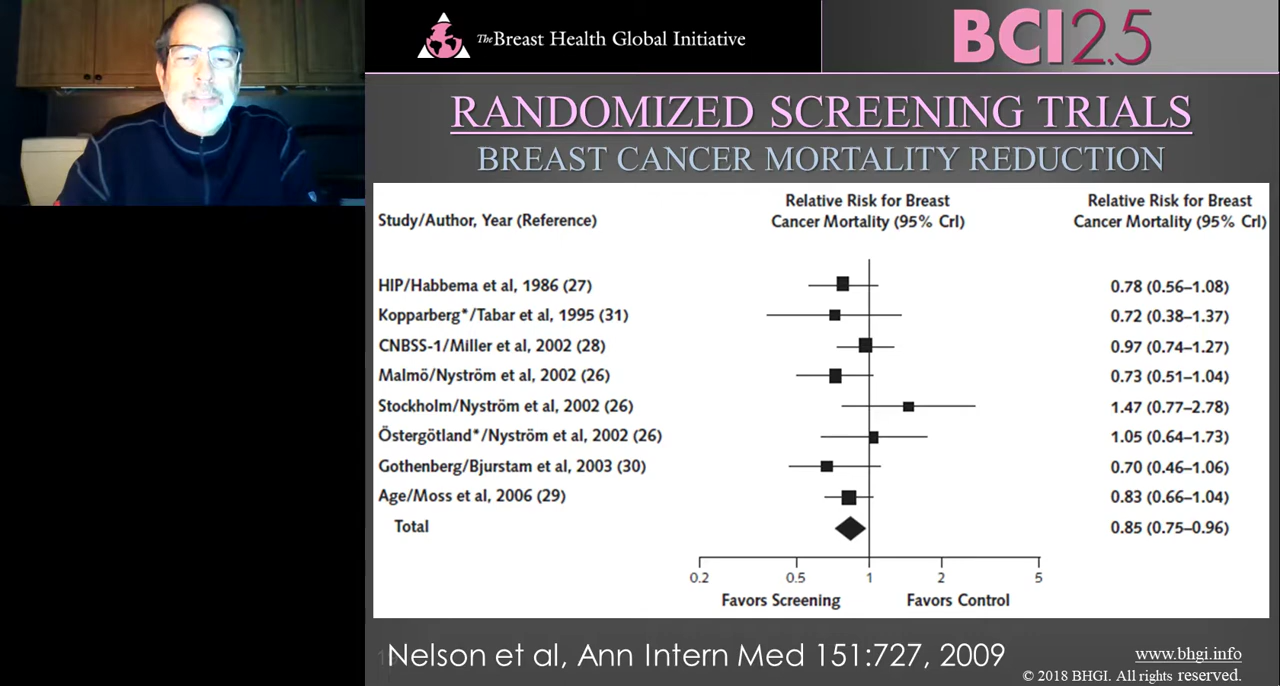 The Breast Health Global Initiative
BCI2.5
RANDOMIZED SCREENING TRIALS
BREAST CANCER MORTALITY REDUCTION
Study/Author, Year (Reference)
Relative Risk for Breast
Cancer Mortality (95% CrI)
Relative Risk for Breast
Cancer Mortality (95% CrI)
HIP/Habbema et al, 1986 (27) 0.78 (0.56–1.08)
Kopparberg*/Tabar et al, 1995 (31) 0.72 (0.38–1.37)
CNBSS-1/Miller et al, 2002 (28) 0.97 (0.74–1.27)
Malmö/Nyström et al, 2002 (26) 0.73 (0.51–1.04)
Stockholm/Nyström et al, 2002 (26) 1.47 (0.77–2.78)
Östergötland*/Nyström et al, 2002 (26) 1.05 (0.64–1.73)
Gothenberg/Bjurstam et al, 2003 (30) 0.70 (0.46–1.06)
Age/Moss et al, 2006 (29) 0.83 (0.66–1.04)
Total 0.85 (0.75–0.96)
0.2 0.5 1 2 5
Favors Screening Favors Control
Nelson et al, Ann Intern Med 151:727, 2009
www.bhgi.info
© 2018 BHGI. All rights reserved.